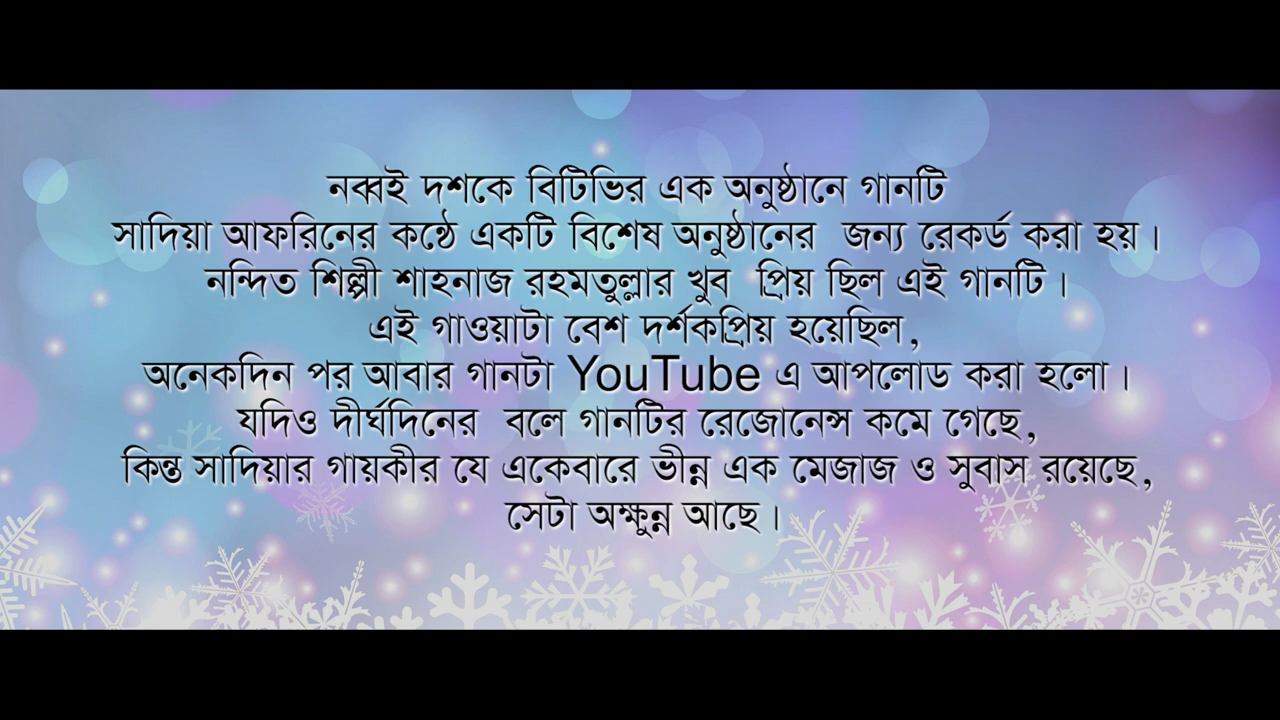 নব্বই দশকে বিটিভির এক অনুষ্ঠানে গানটি
সাদিয়া আফরিনের কন্ঠে একটি বিশেষ অনুষ্ঠানের জন্য রেকর্ড করা হয়।
নন্দিত শিল্পী শাহনাজ রহমতুল্লার খুব প্রিয় ছিল এই গানটি।
এই গাওয়াটা বেশ দর্শকপ্রিয় হয়েছিল,
অনেকদিন পর আবার গানটা YouTube এ আপলোড করা হলো।
যদিও দীর্ঘদিনের বলে গানটির রেজোনেন্স কমে গেছে,
কিন্তু সাদিয়ার গায়কীর যে একেবারে ভীন্ন এক মেজাজ ও সুবাস রয়েছে,
সেটা অক্ষুন্ন আছে।